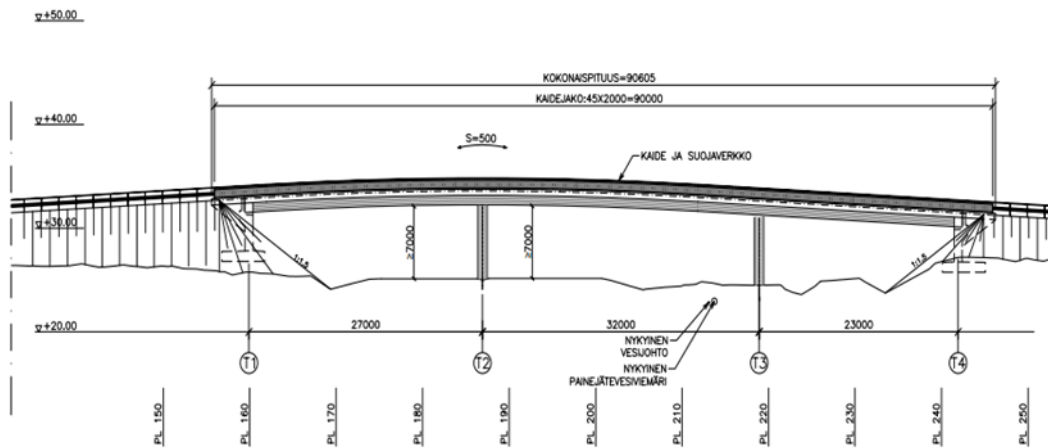 +50.00
KOKONAISPITUUS=90605
KAIDEJAKO:45X2000=90000
+40.00
S=500
KAIDE JA SUOJAVERKKO
+30.00
≥7000
≥7000
1:1.5
1:1.5
+20.00
27000
32000
23000
NYKYINEN
VESIJOHTO
NYKYINEN
PAINEJÄTEVESIVIEMÄRI
T1
T2
T3
T4
PL 150
PL 160
PL 170
PL 180
PL 190
PL 200
PL 210
PL 220
PL 230
PL 240
PL 250